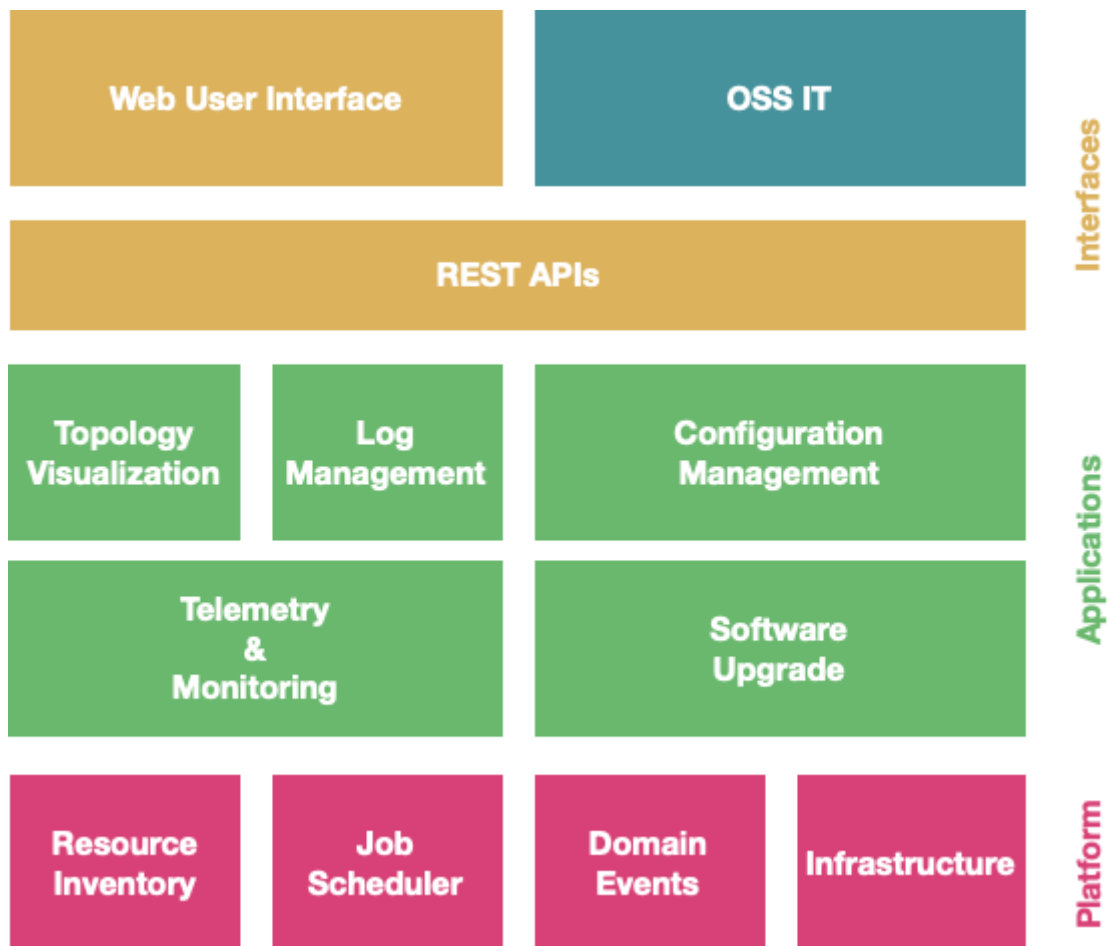 Web User Interface
OSS IT
Interfaces
REST APIs
Topology
Visualization
Log
Management
Configuration
Management
Applications
Telemetry
&
Monitoring
Software
Upgrade
Resource
Inventory
Job
Scheduler
Domain
Events
Infrastructure
Platform